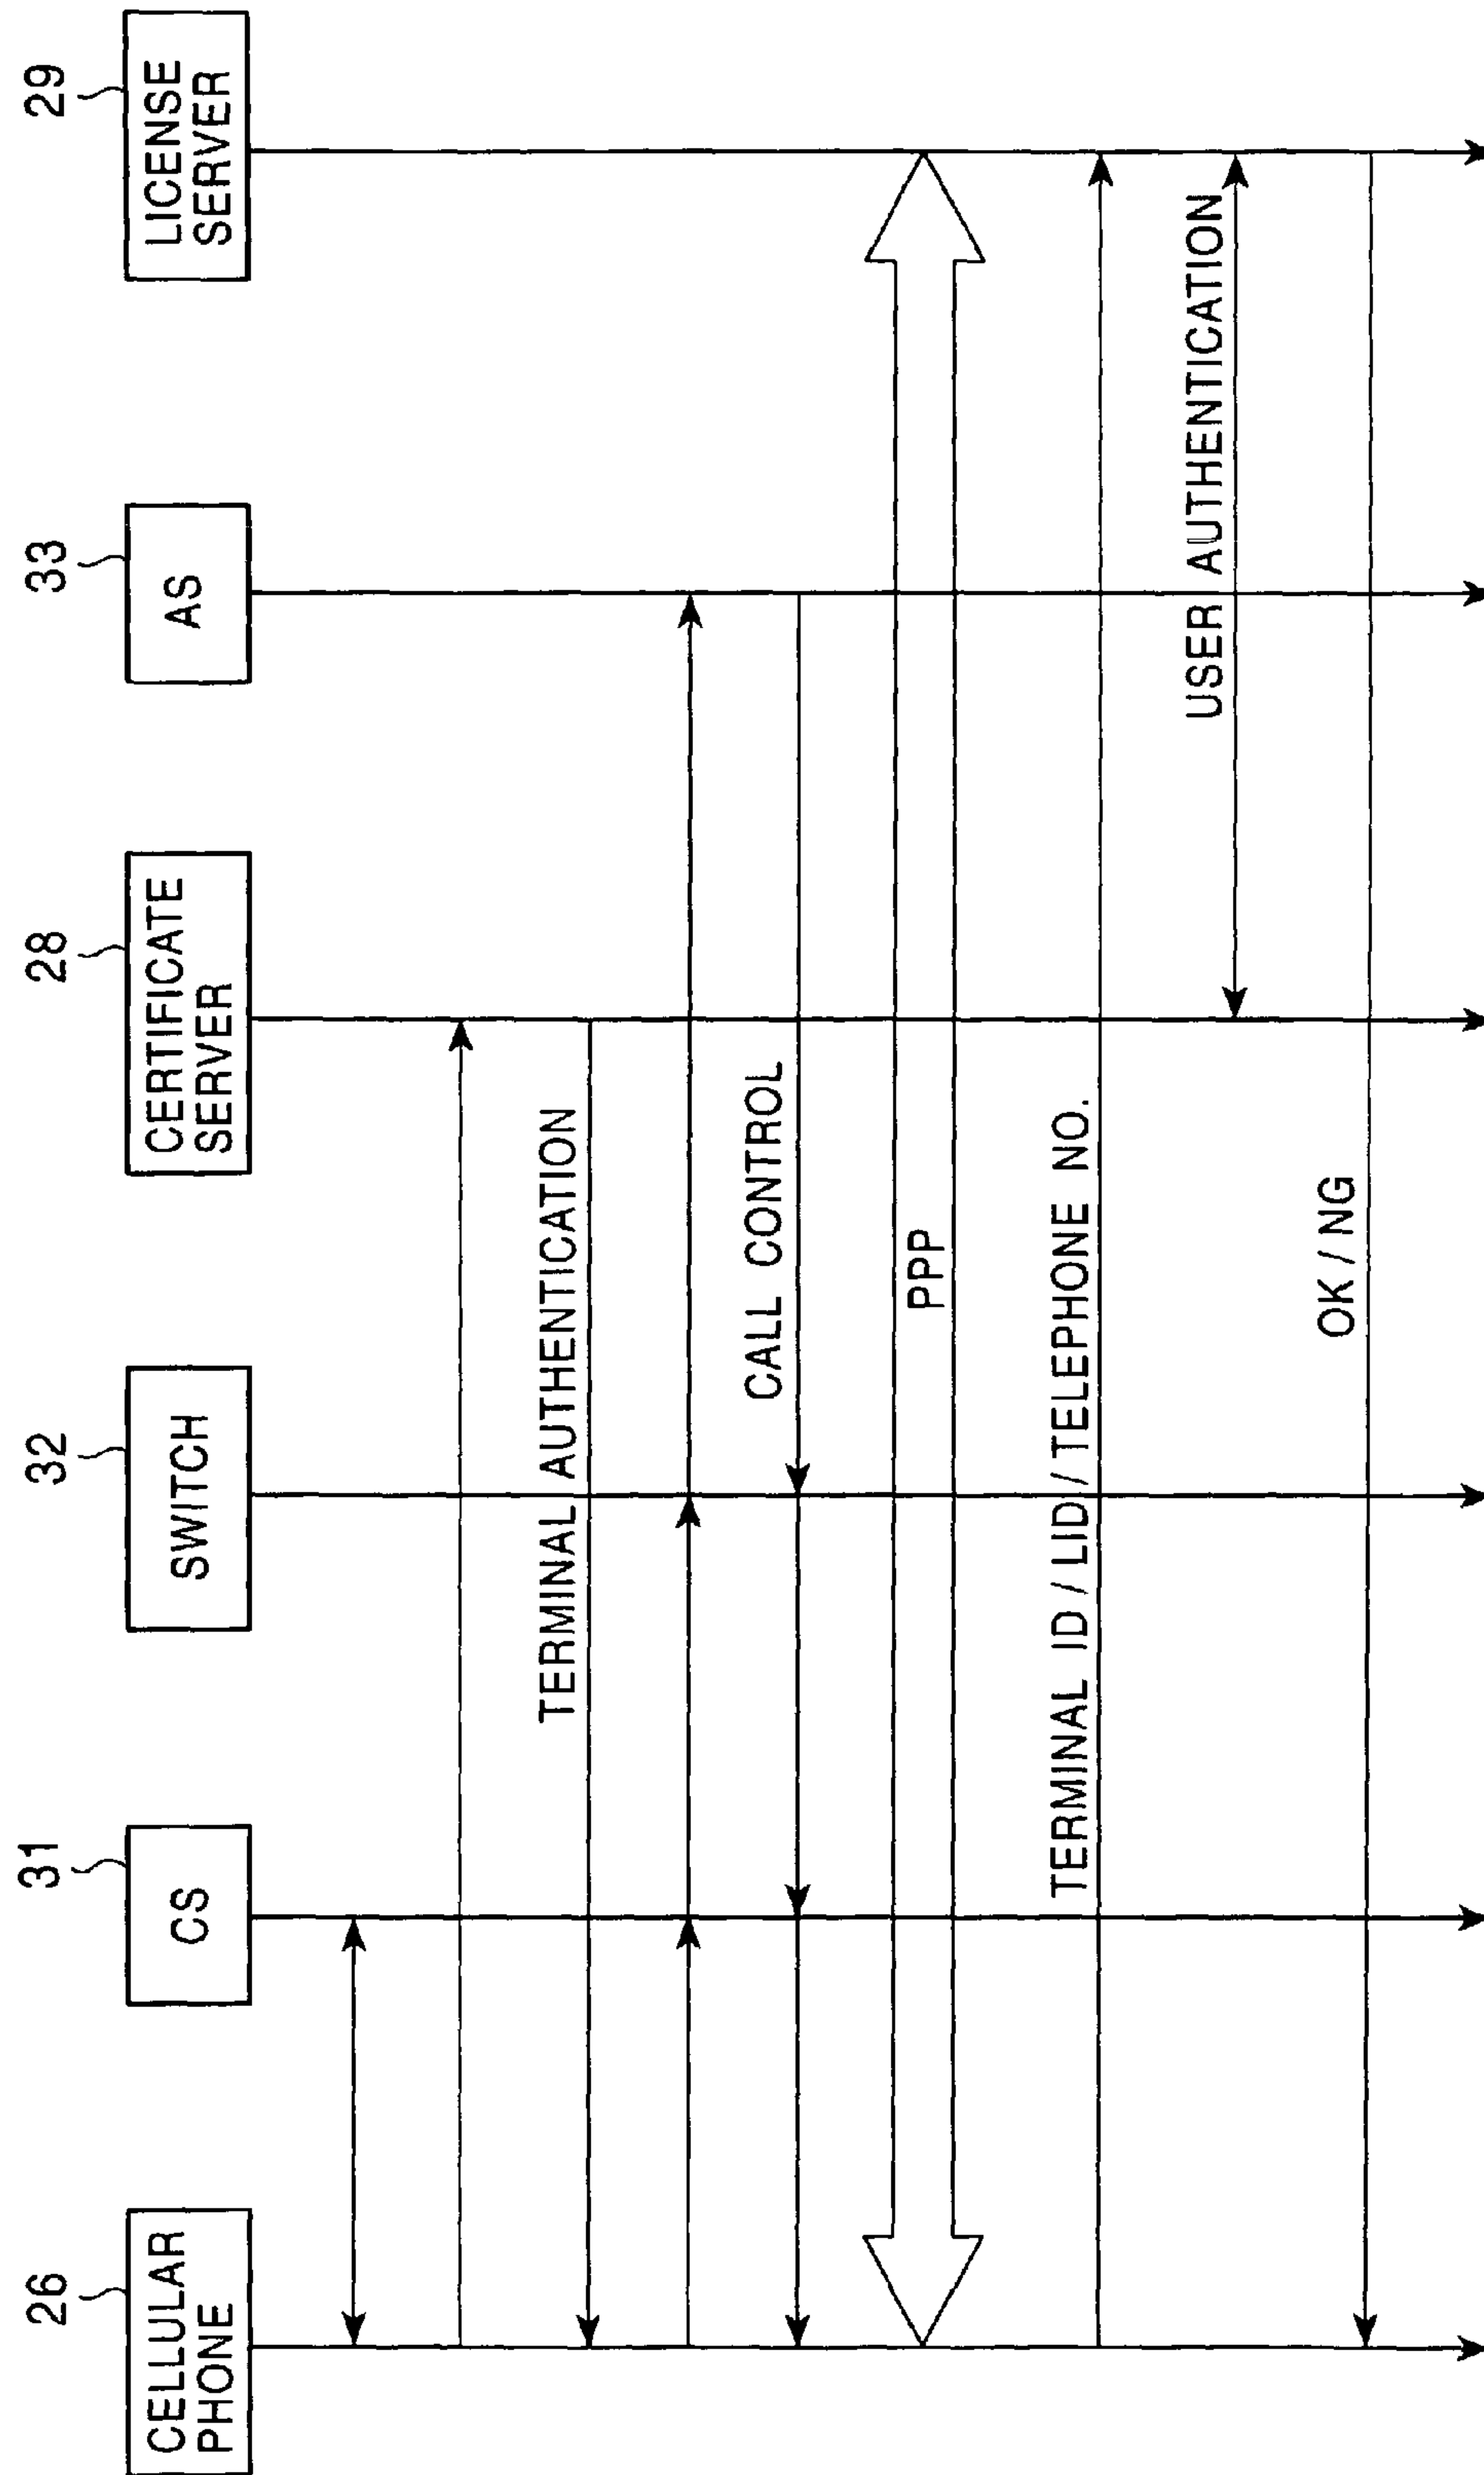 26
31
32
28
33
29
CELLULAR
PHONE
CS
SWITCH
CERTIFICATE
SERVER
AS
LICENSE
SERVER
TERMINAL AUTHENTICATION
CALL CONTROL
PPP
TERMINAL ID / LID / TELEPHONE NO.
USER AUTHENTICATION
OK / NG